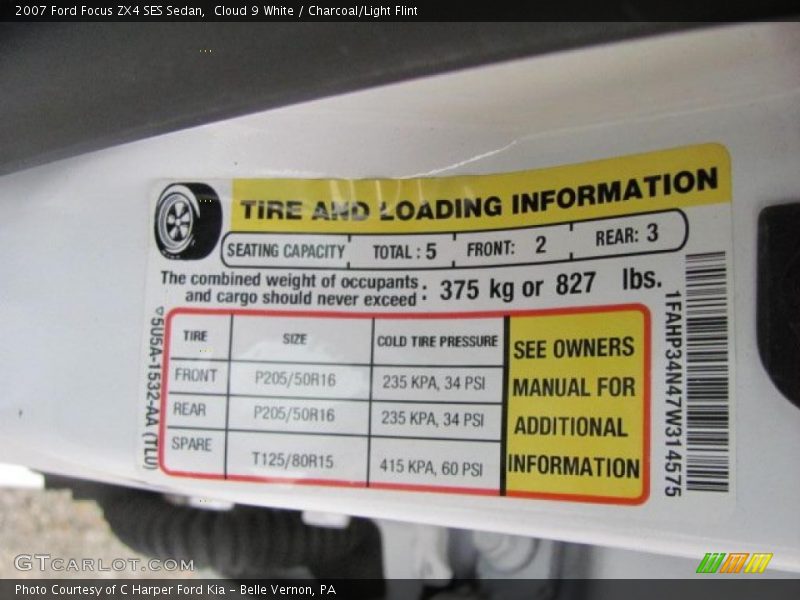 2007 Ford Focus ZX4 SES Sedan,  Cloud 9 White / Charcoal/Light Flint
TIRE AND LOADING INFORMATION
SEATING CAPACITY TOTAL : 5 FRONT: 2 REAR: 3
The combined weight of occupants
and cargo should never exceed : 375 kg or 827 lbs.
TIRE SIZE COLD TIRE PRESSURE
FRONT P205/50R16 235 KPA, 34 PSI
REAR P205/50R16 235 KPA, 34 PSI
SPARE T125/80R15 415 KPA, 60 PSI
SEE OWNERS
MANUAL FOR
ADDITIONAL
INFORMATION
5U5A-1532-AA (TLU)
1FAHP34N47W314575
GTCARLOT.COM
Photo Courtesy of C Harper Ford Kia – Belle Vernon, PA